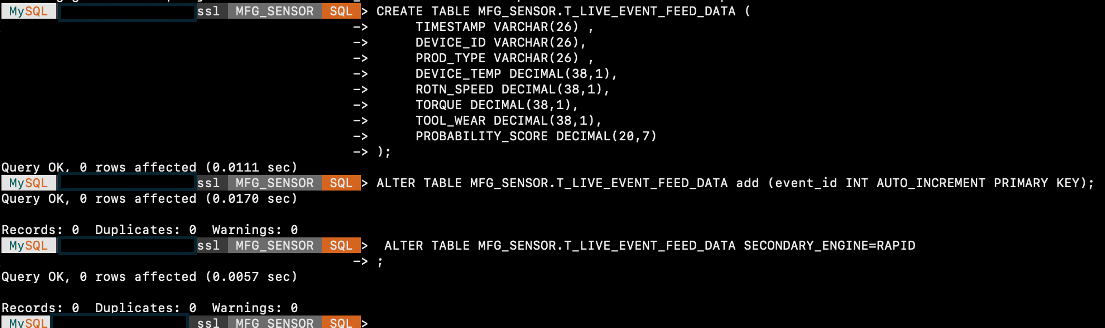 MySQL ssl MFG_SENSOR SQL > CREATE TABLE MFG_SENSOR.T_LIVE_EVENT_FEED_DATA (
-> TIMESTAMP VARCHAR(26) ,
-> DEVICE_ID VARCHAR(26),
-> PROD_TYPE VARCHAR(26) ,
-> DEVICE_TEMP DECIMAL(38,1),
-> ROTN_SPEED DECIMAL(38,1),
-> TORQUE DECIMAL(38,1),
-> TOOL_WEAR DECIMAL(38,1),
-> PROBABILITY_SCORE DECIMAL(20,7)
-> );
Query OK, 0 rows affected (0.0111 sec)
MySQL ssl MFG_SENSOR SQL > ALTER TABLE MFG_SENSOR.T_LIVE_EVENT_FEED_DATA add (event_id INT AUTO_INCREMENT PRIMARY KEY);
Query OK, 0 rows affected (0.0170 sec)
Records: 0 Duplicates: 0 Warnings: 0
MySQL ssl MFG_SENSOR SQL > ALTER TABLE MFG_SENSOR.T_LIVE_EVENT_FEED_DATA SECONDARY_ENGINE=RAPID
-> ;
Query OK, 0 rows affected (0.0057 sec)
Records: 0 Duplicates: 0 Warnings: 0
MySQL ssl MFG_SENSOR SQL >